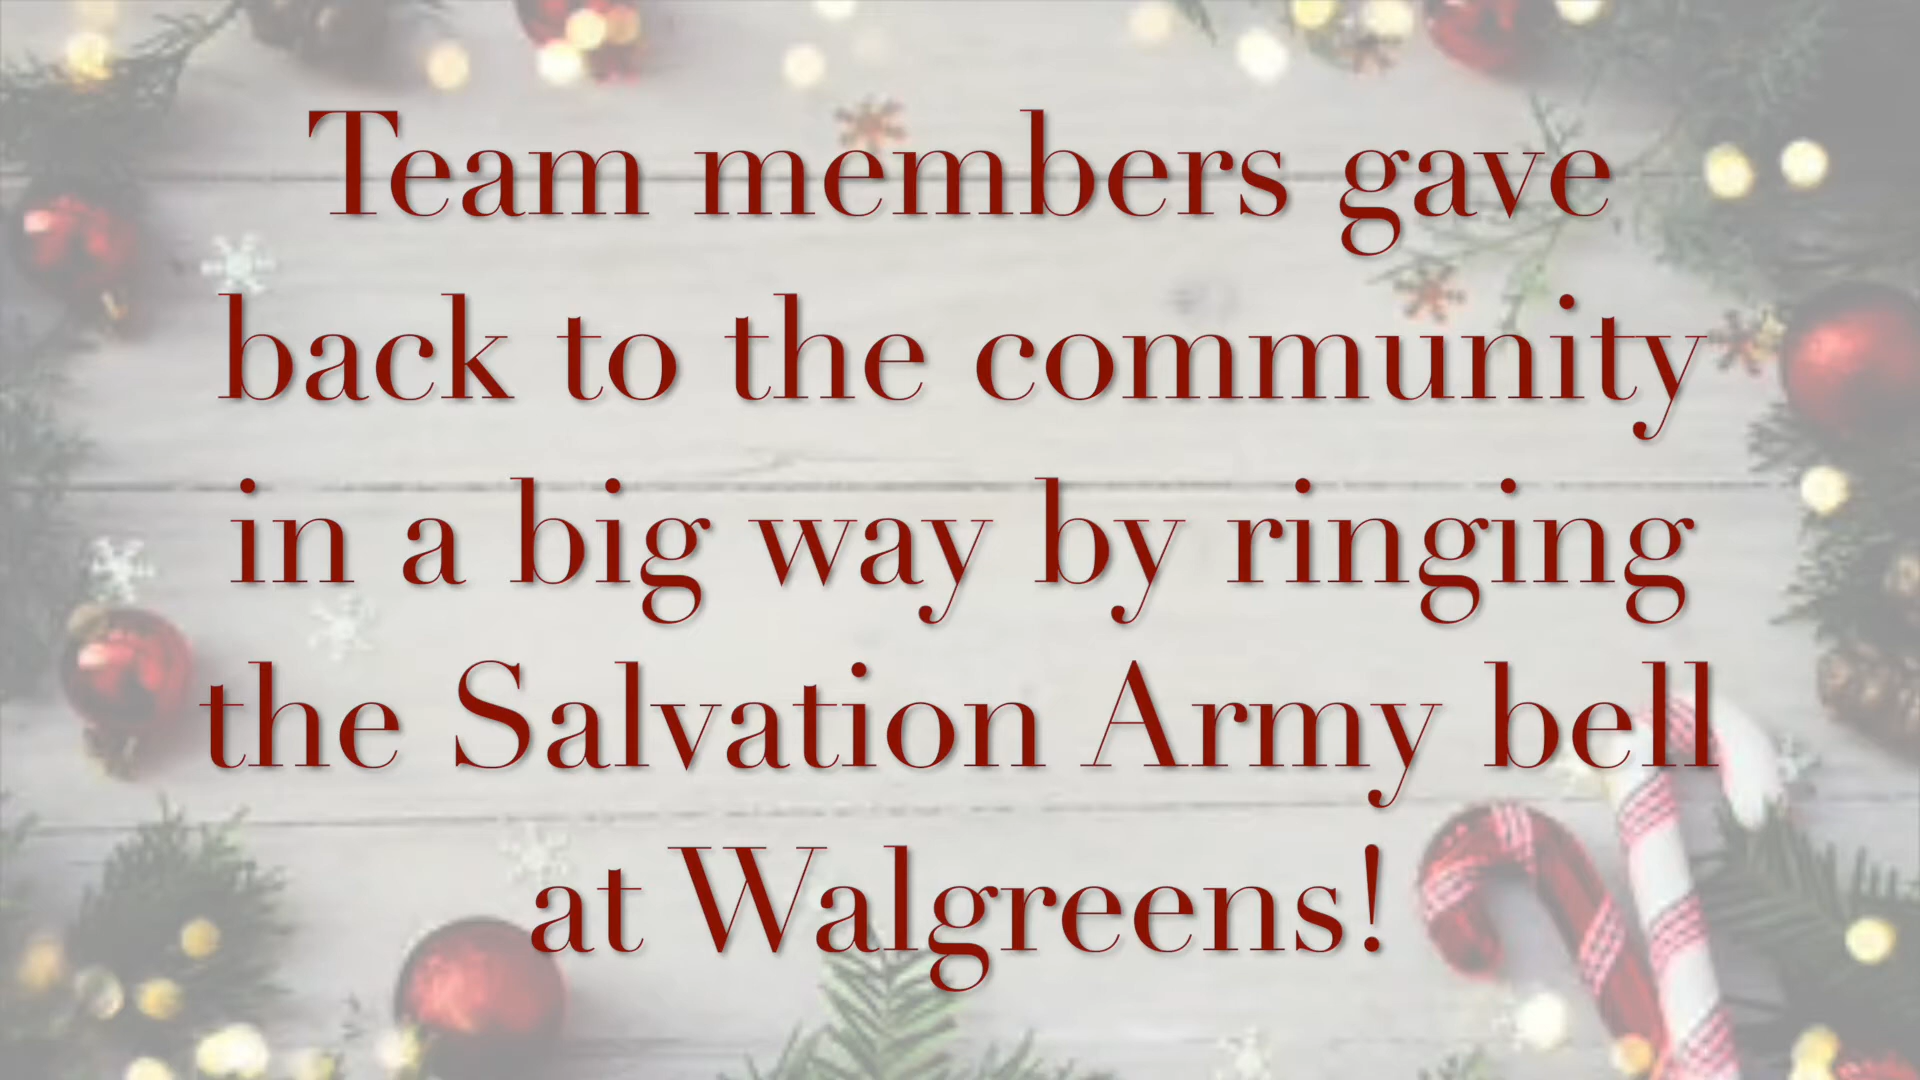 Team members gave
back to the community
in a big way by ringing
the Salvation Army bell
at Walgreens!